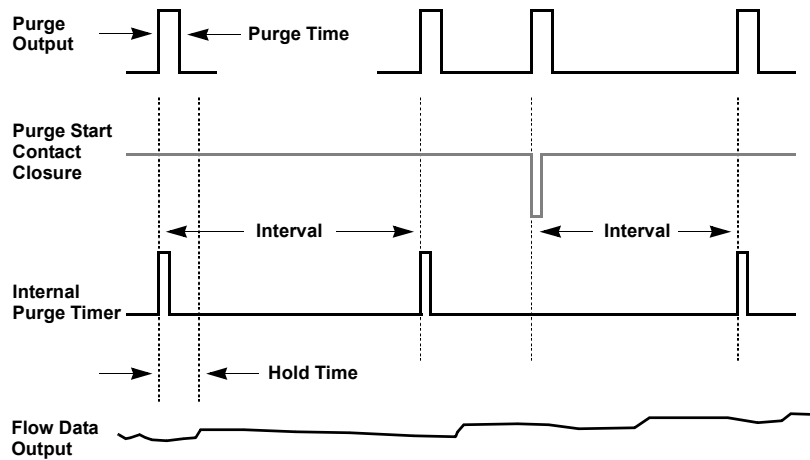 Purge
Output
Purge Time
Purge Start
Contact
Closure
Interval
Interval
Internal
Purge Timer
Hold Time
Flow Data
Output